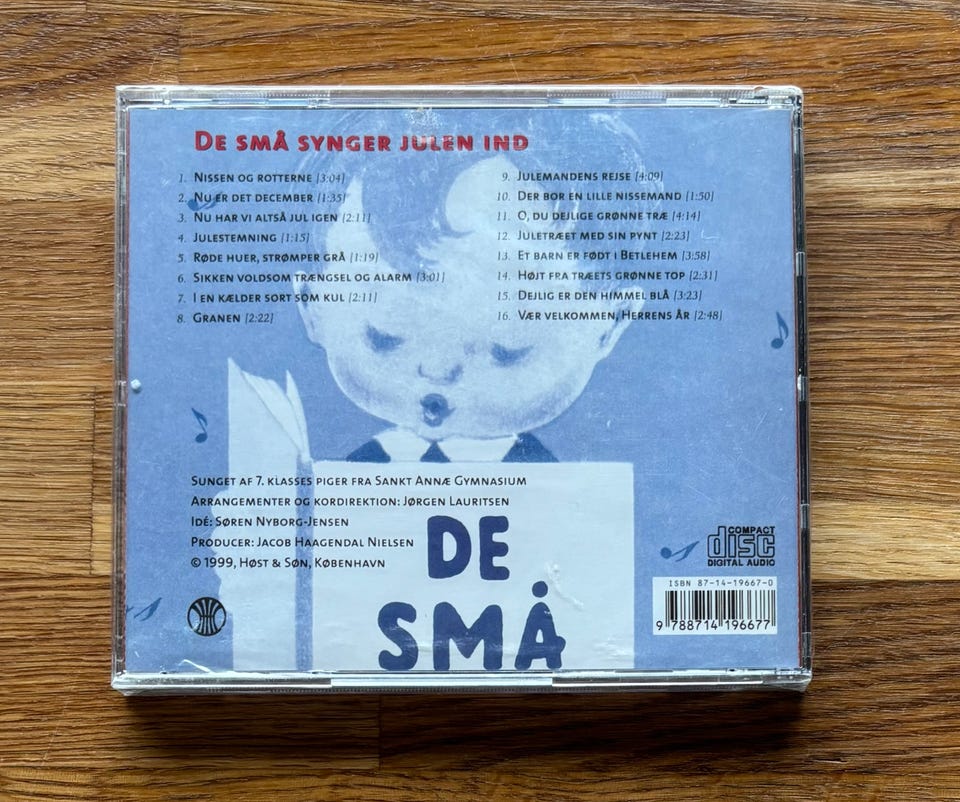 De små synger julen ind
1. Nissen og rotterne [3:04]
2. Nu er det december [1:35]
3. Nu har vi altså jul igen [2:11]
4. Julestemning [1:15]
5. Røde huer, strømper grå [1:19]
6. Sikken voldsom trængsel og alarm [3:01]
7. I en kælder sort som kul [2:11]
8. Granen [2:22]
9. Julemandens rejse [4:09]
10. Der bor en lille nissemand [1:50]
11. O, du dejlige grønne træ [4:14]
12. Juletræet med sin pynt [2:23]
13. Et barn er født i Betlehem [3:58]
14. Højt fra træets grønne top [2:31]
15. Dejlig er den himmel blå [3:23]
16. Vær velkommen, Herrens år [2:48]
Sunget af 7. klasses piger fra Sankt Annæ Gymnasium
Arrangementer og kordirektion: Jørgen Lauritsen
Idé: Søren Nyborg-Jensen
Producer: Jacob Haagendal Nielsen
© 1999, Høst & Søn, København
DE
SMÅ
COMPACT
disc
DIGITAL AUDIO
ISBN 87-14-19667-0
9 788714 196677